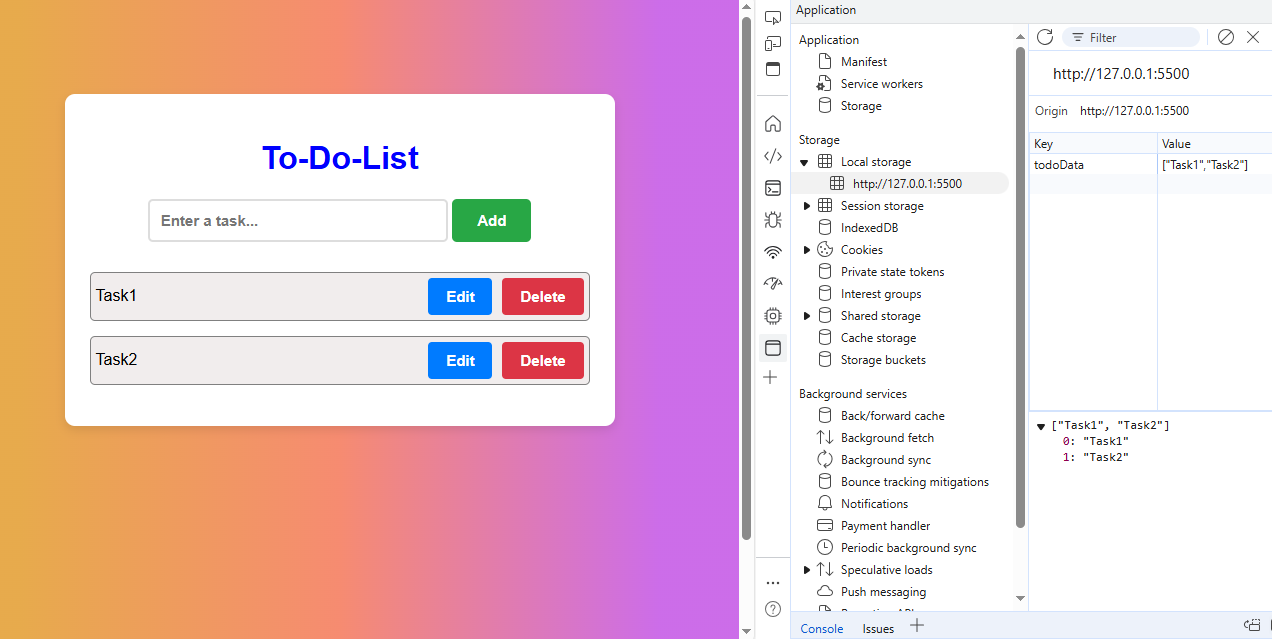 To-Do-List
Enter a task...
Add
Task1
Edit
Delete
Task2
Edit
Delete
Application
Application
Manifest
Service workers
Storage
Storage
Local storage
http://127.0.0.1:5500
Session storage
IndexedDB
Cookies
Private state tokens
Interest groups
Shared storage
Cache storage
Storage buckets
Background services
Back/forward cache
Background fetch
Background sync
Bounce tracking mitigations
Notifications
Payment handler
Periodic background sync
Speculative loads
Push messaging
Filter
http://127.0.0.1:5500
Origin http://127.0.0.1:5500
Key Value
todoData ["Task1","Task2"]
["Task1", "Task2"]
0: "Task1"
1: "Task2"
Console Issues